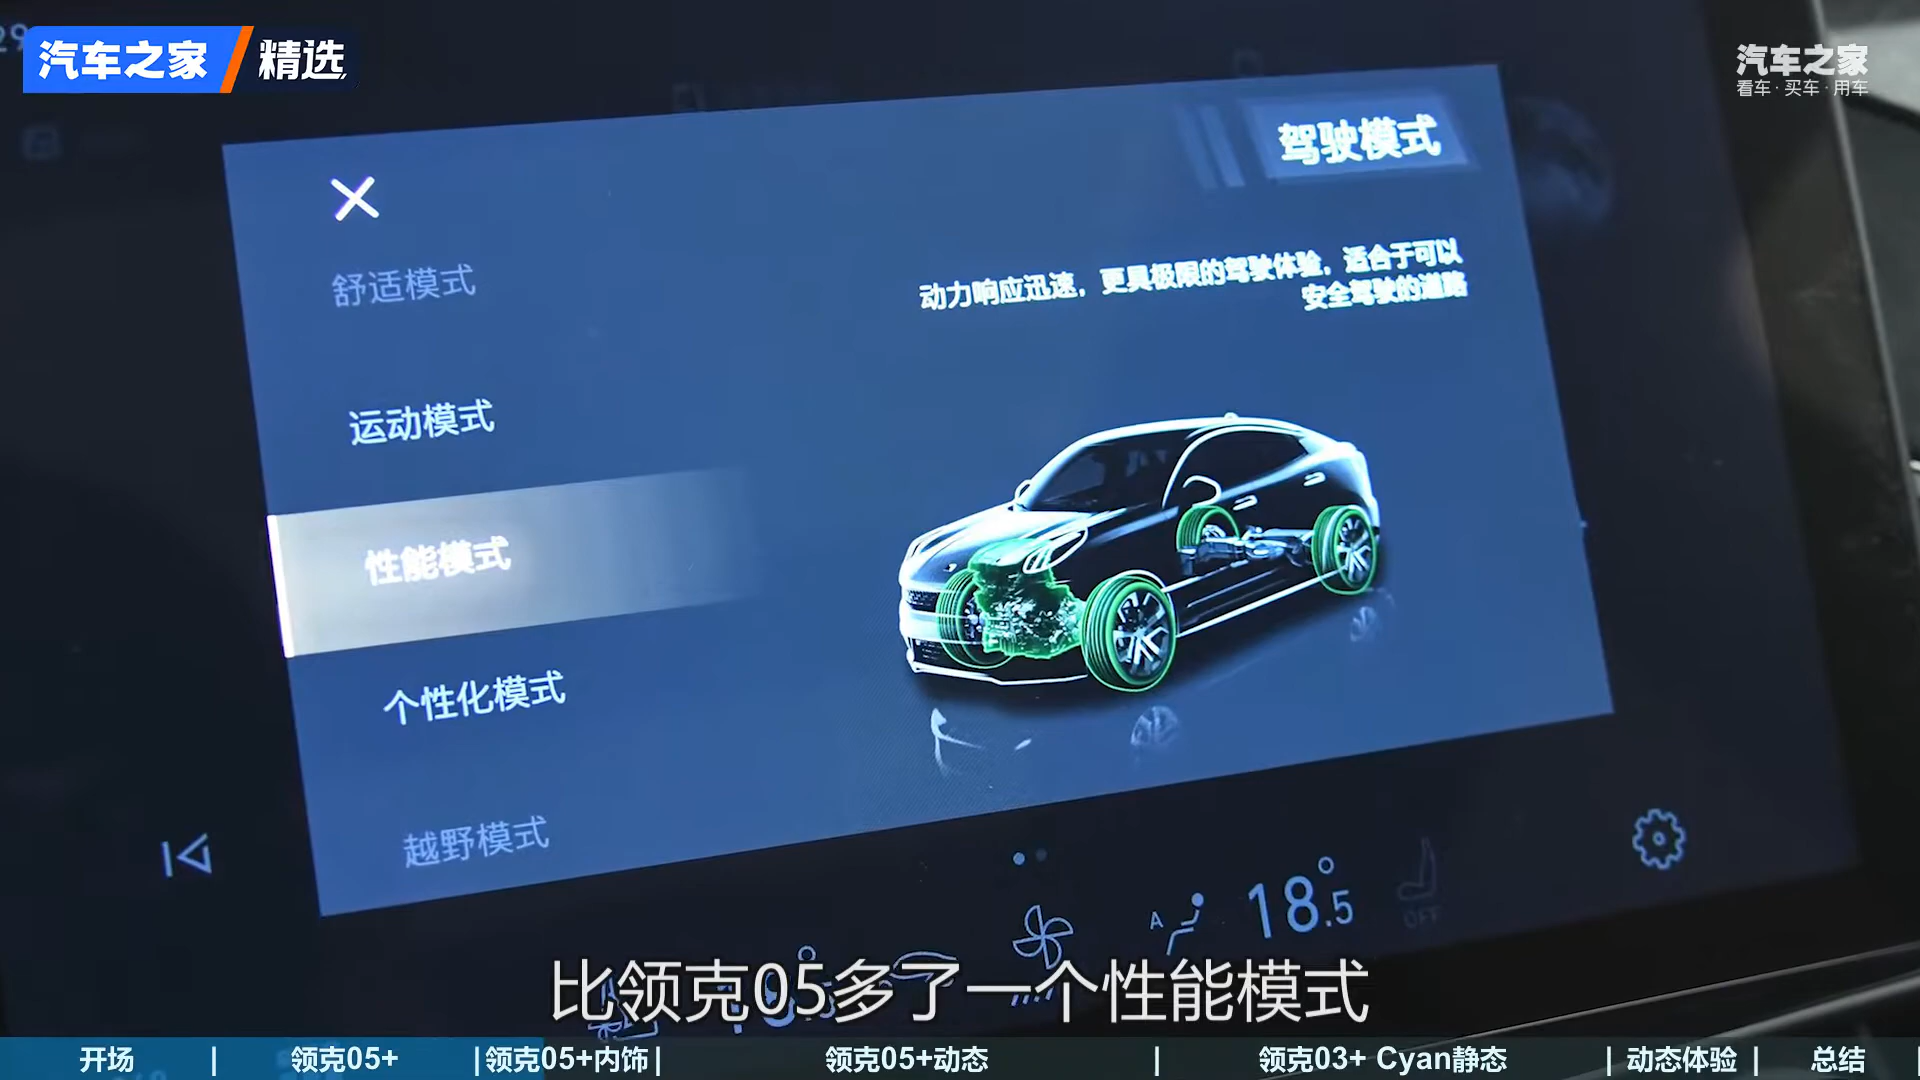 汽车之家 精选
汽车之家
看车·买车·用车
驾驶模式
动力响应迅速，更具极限的驾驶体验，适合于可以
安全驾驶的道路
舒适模式
运动模式
性能模式
个性化模式
越野模式
A
18.5
OFF
比领克05多了一个性能模式
开场 | 领克05+ | 领克05+内饰 | 领克05+动态 | 领克03+ Cyan静态 | 动态体验 | 总结